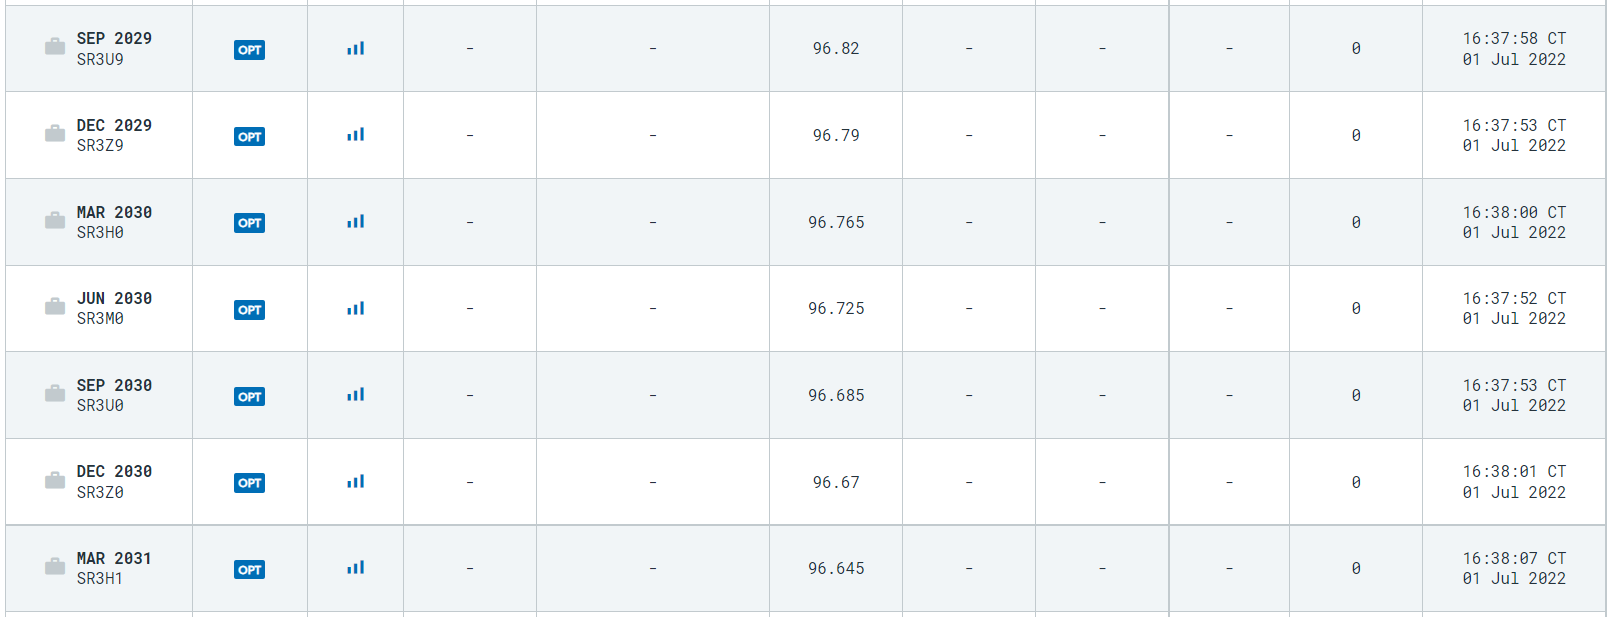 SEP 2029
SR3U9
OPT
-
-
96.82
-
-
-
0
16:37:58 CT
01 Jul 2022
DEC 2029
SR3Z9
OPT
-
-
96.79
-
-
-
0
16:37:53 CT
01 Jul 2022
MAR 2030
SR3H0
OPT
-
-
96.765
-
-
-
0
16:38:00 CT
01 Jul 2022
JUN 2030
SR3M0
OPT
-
-
96.725
-
-
-
0
16:37:52 CT
01 Jul 2022
SEP 2030
SR3U0
OPT
-
-
96.685
-
-
-
0
16:37:53 CT
01 Jul 2022
DEC 2030
SR3Z0
OPT
-
-
96.67
-
-
-
0
16:38:01 CT
01 Jul 2022
MAR 2031
SR3H1
OPT
-
-
96.645
-
-
-
0
16:38:07 CT
01 Jul 2022